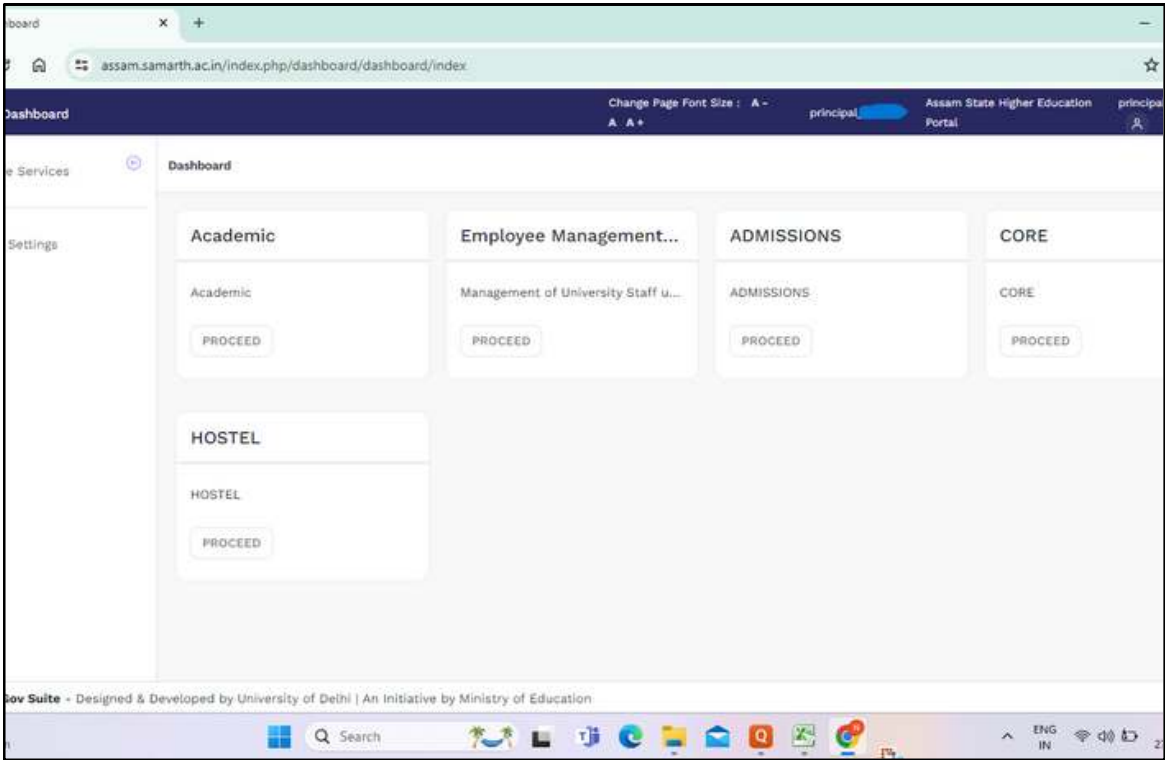 board
assam.samarth.ac.in/index.php/dashboard/dashboard/index
Dashboard
Change Page Font Size : A -
A A +
principal_
Assam State Higher Education
Portal
principa
e Services
Settings
Dashboard
Academic
Academic
PROCEED
Employee Management...
Management of University Staff u...
PROCEED
ADMISSIONS
ADMISSIONS
PROCEED
CORE
CORE
PROCEED
HOSTEL
HOSTEL
PROCEED
Gov Suite - Designed & Developed by University of Delhi | An Initiative by Ministry of Education
Search
ENG
IN